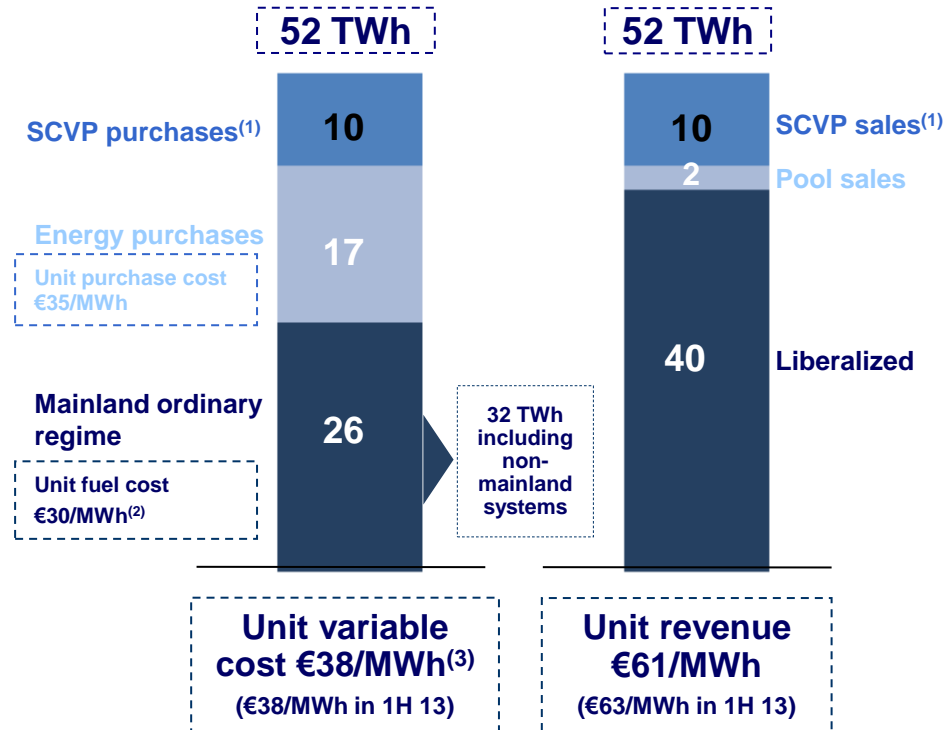 52 TWh
52 TWh
SCVP purchases(1)
10
10
SCVP sales(1)
2
Pool sales
Energy purchases
17
Unit purchase cost
€35/MWh
40
Liberalized
Mainland ordinary
regime
26
32 TWh
including
non-
mainland
systems
Unit fuel cost
€30/MWh(2)
Unit variable
cost €38/MWh(3)
(€38/MWh in 1H 13)
Unit revenue
€61/MWh
(€63/MWh in 1H 13)